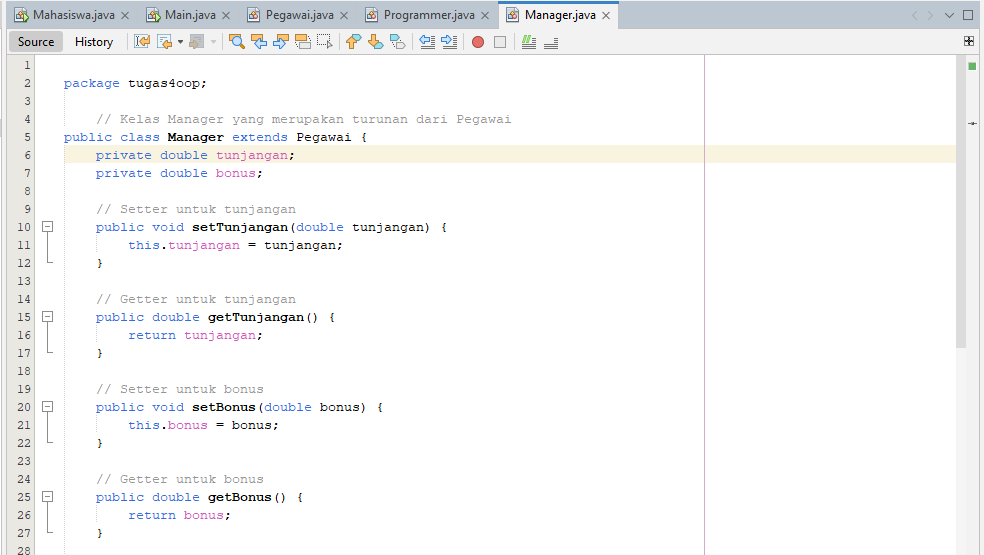 Mahasiswa.java Main.java Pegawai.java Programmer.java Manager.java
Source History
1
2 package tugas4oop;
3
4 // Kelas Manager yang merupakan turunan dari Pegawai
5 public class Manager extends Pegawai {
6 private double tunjangan;
7 private double bonus;
8
9 // Setter untuk tunjangan
10 public void setTunjangan(double tunjangan) {
11 this.tunjangan = tunjangan;
12 }
13
14 // Getter untuk tunjangan
15 public double getTunjangan() {
16 return tunjangan;
17 }
18
19 // Setter untuk bonus
20 public void setBonus(double bonus) {
21 this.bonus = bonus;
22 }
23
24 // Getter untuk bonus
25 public double getBonus() {
26 return bonus;
27 }
28